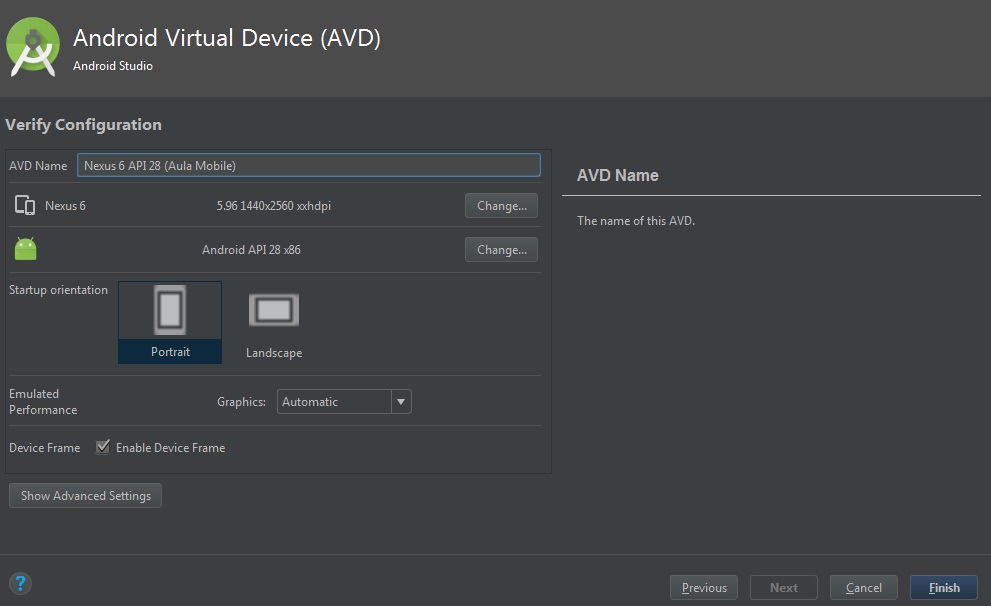 Android Virtual Device (AVD)
Android Studio
Verify Configuration
AVD Name Nexus 6 API 28 (Aula Mobile)
Nexus 6 5.96 1440x2560 xxhdpi Change...
Android API 28 x86 Change...
Startup orientation
Portrait Landscape
Emulated
Performance
Graphics: Automatic
Device Frame Enable Device Frame
Show Advanced Settings
AVD Name
The name of this AVD.
? Previous Next Cancel Finish